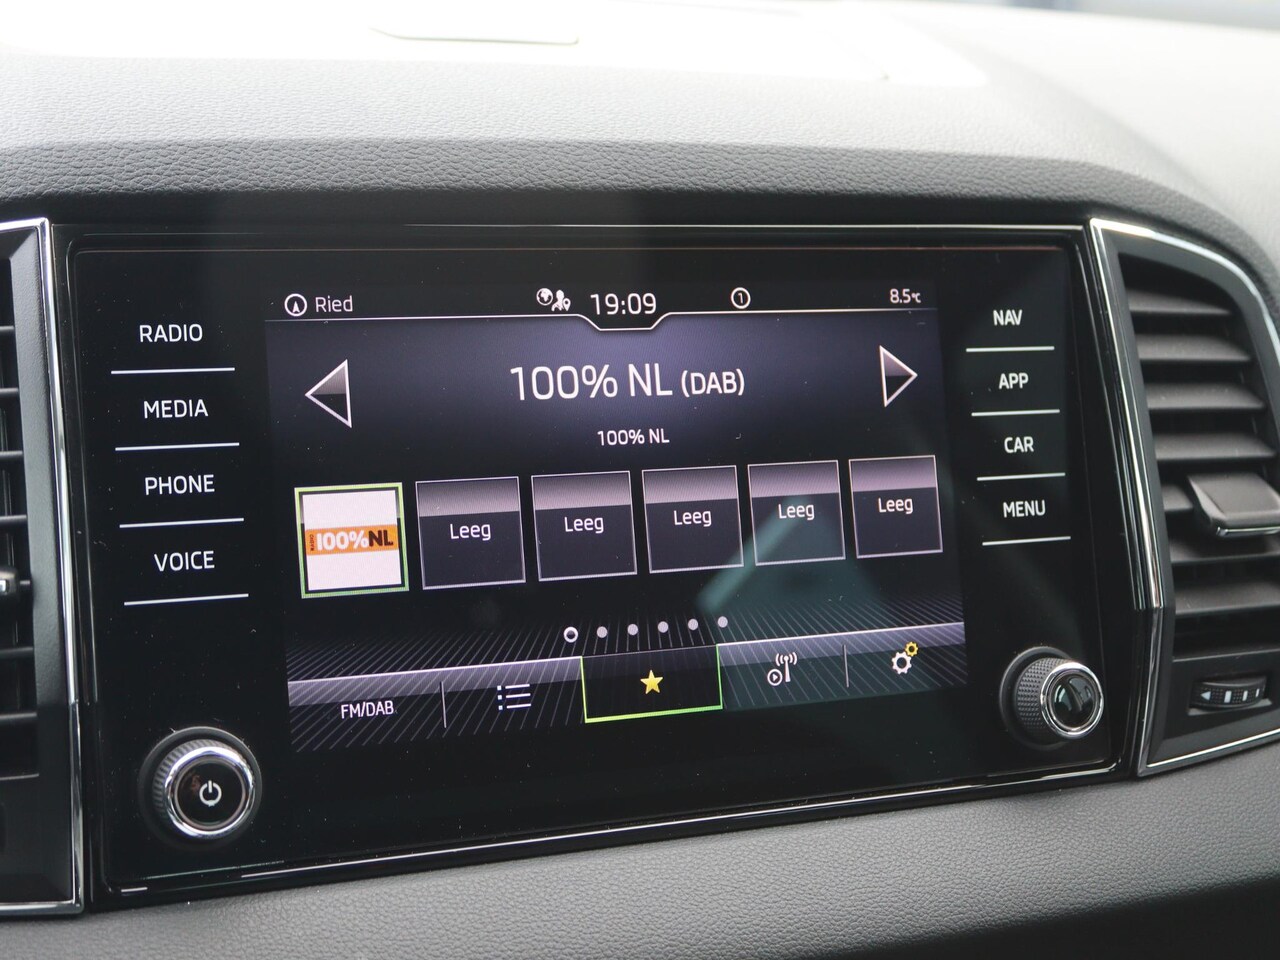 Ried
19:09
1
8.5°C
RADIO
MEDIA
PHONE
VOICE
100% NL (DAB)
100% NL
100%NL
Leeg
Leeg
Leeg
Leeg
Leeg
FM/DAB
NAV
APP
CAR
MENU